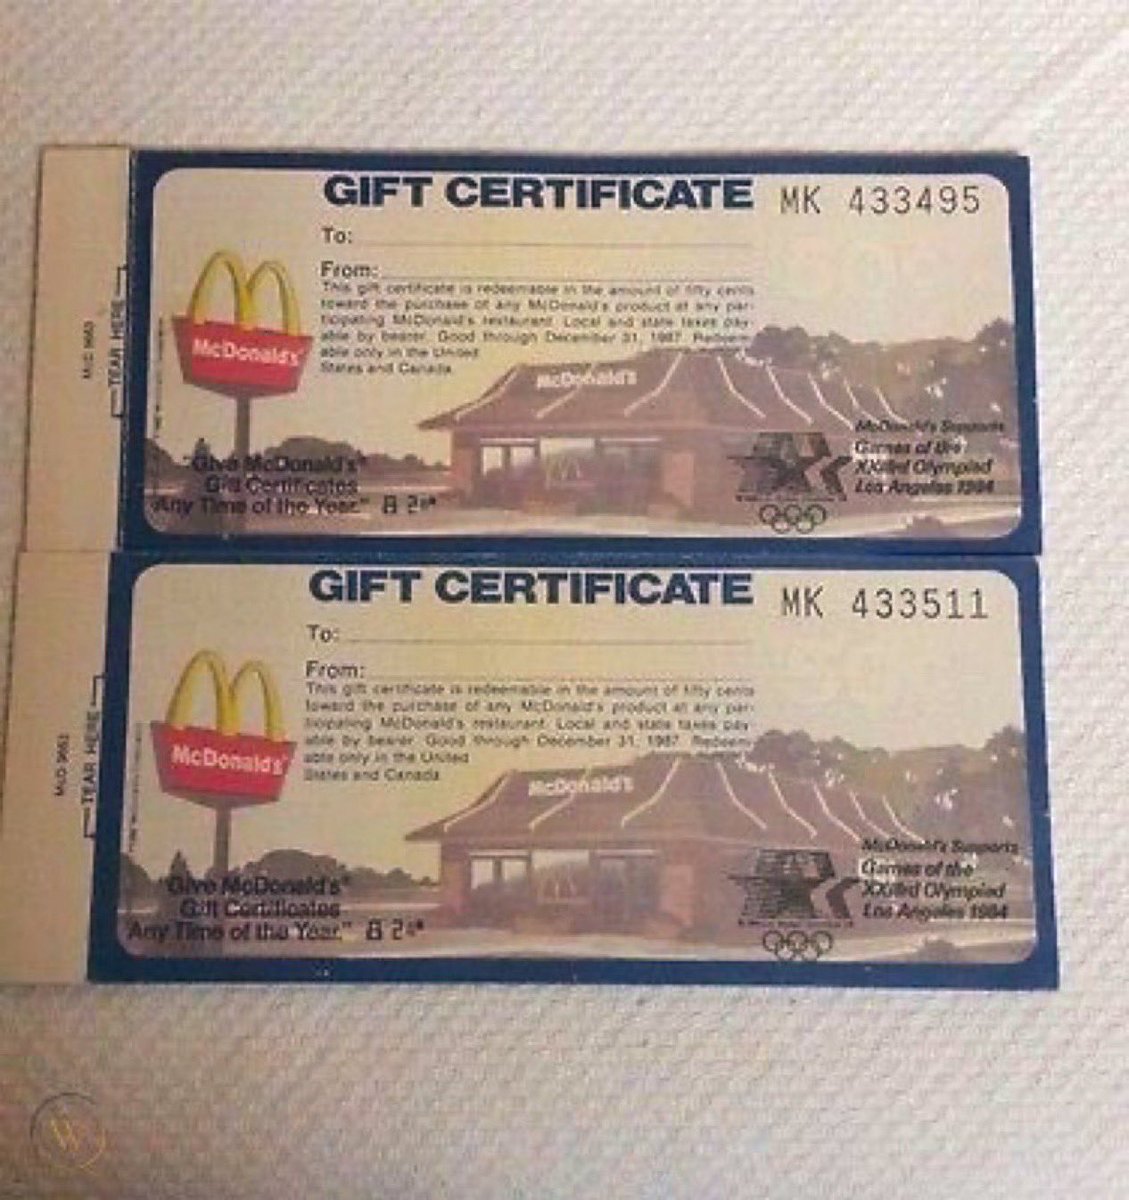 GIFT CERTIFICATE MK 433495
To:
From:
This gift certificate is redeemable in the amount of fifty cents
toward the purchase of any McDonald's product at any par-
ticipating McDonald's restaurant. Local and state taxes pay-
able by bearer. Good through December 31, 1987. Redeem-
able only in the United
States and Canada
McDonald's
McDonald's
TEAR HERE
McDonald's Supports
Games of the
XXIIIrd Olympiad
Los Angeles 1984
"Give McDonald's
Gift Certificates
Any Time of the Year."
GIFT CERTIFICATE MK 433511
To:
From:
This gift certificate is redeemable in the amount of fifty cents
toward the purchase of any McDonald's product at any par-
ticipating McDonald's restaurant. Local and state taxes pay-
able by bearer. Good through December 31, 1987. Redeem-
able only in the United
States and Canada
McDonald's
McDonald's
TEAR HERE
McDonald's Supports
Games of the
XXIIIrd Olympiad
Los Angeles 1984
"Give McDonald's
Gift Certificates
Any Time of the Year."